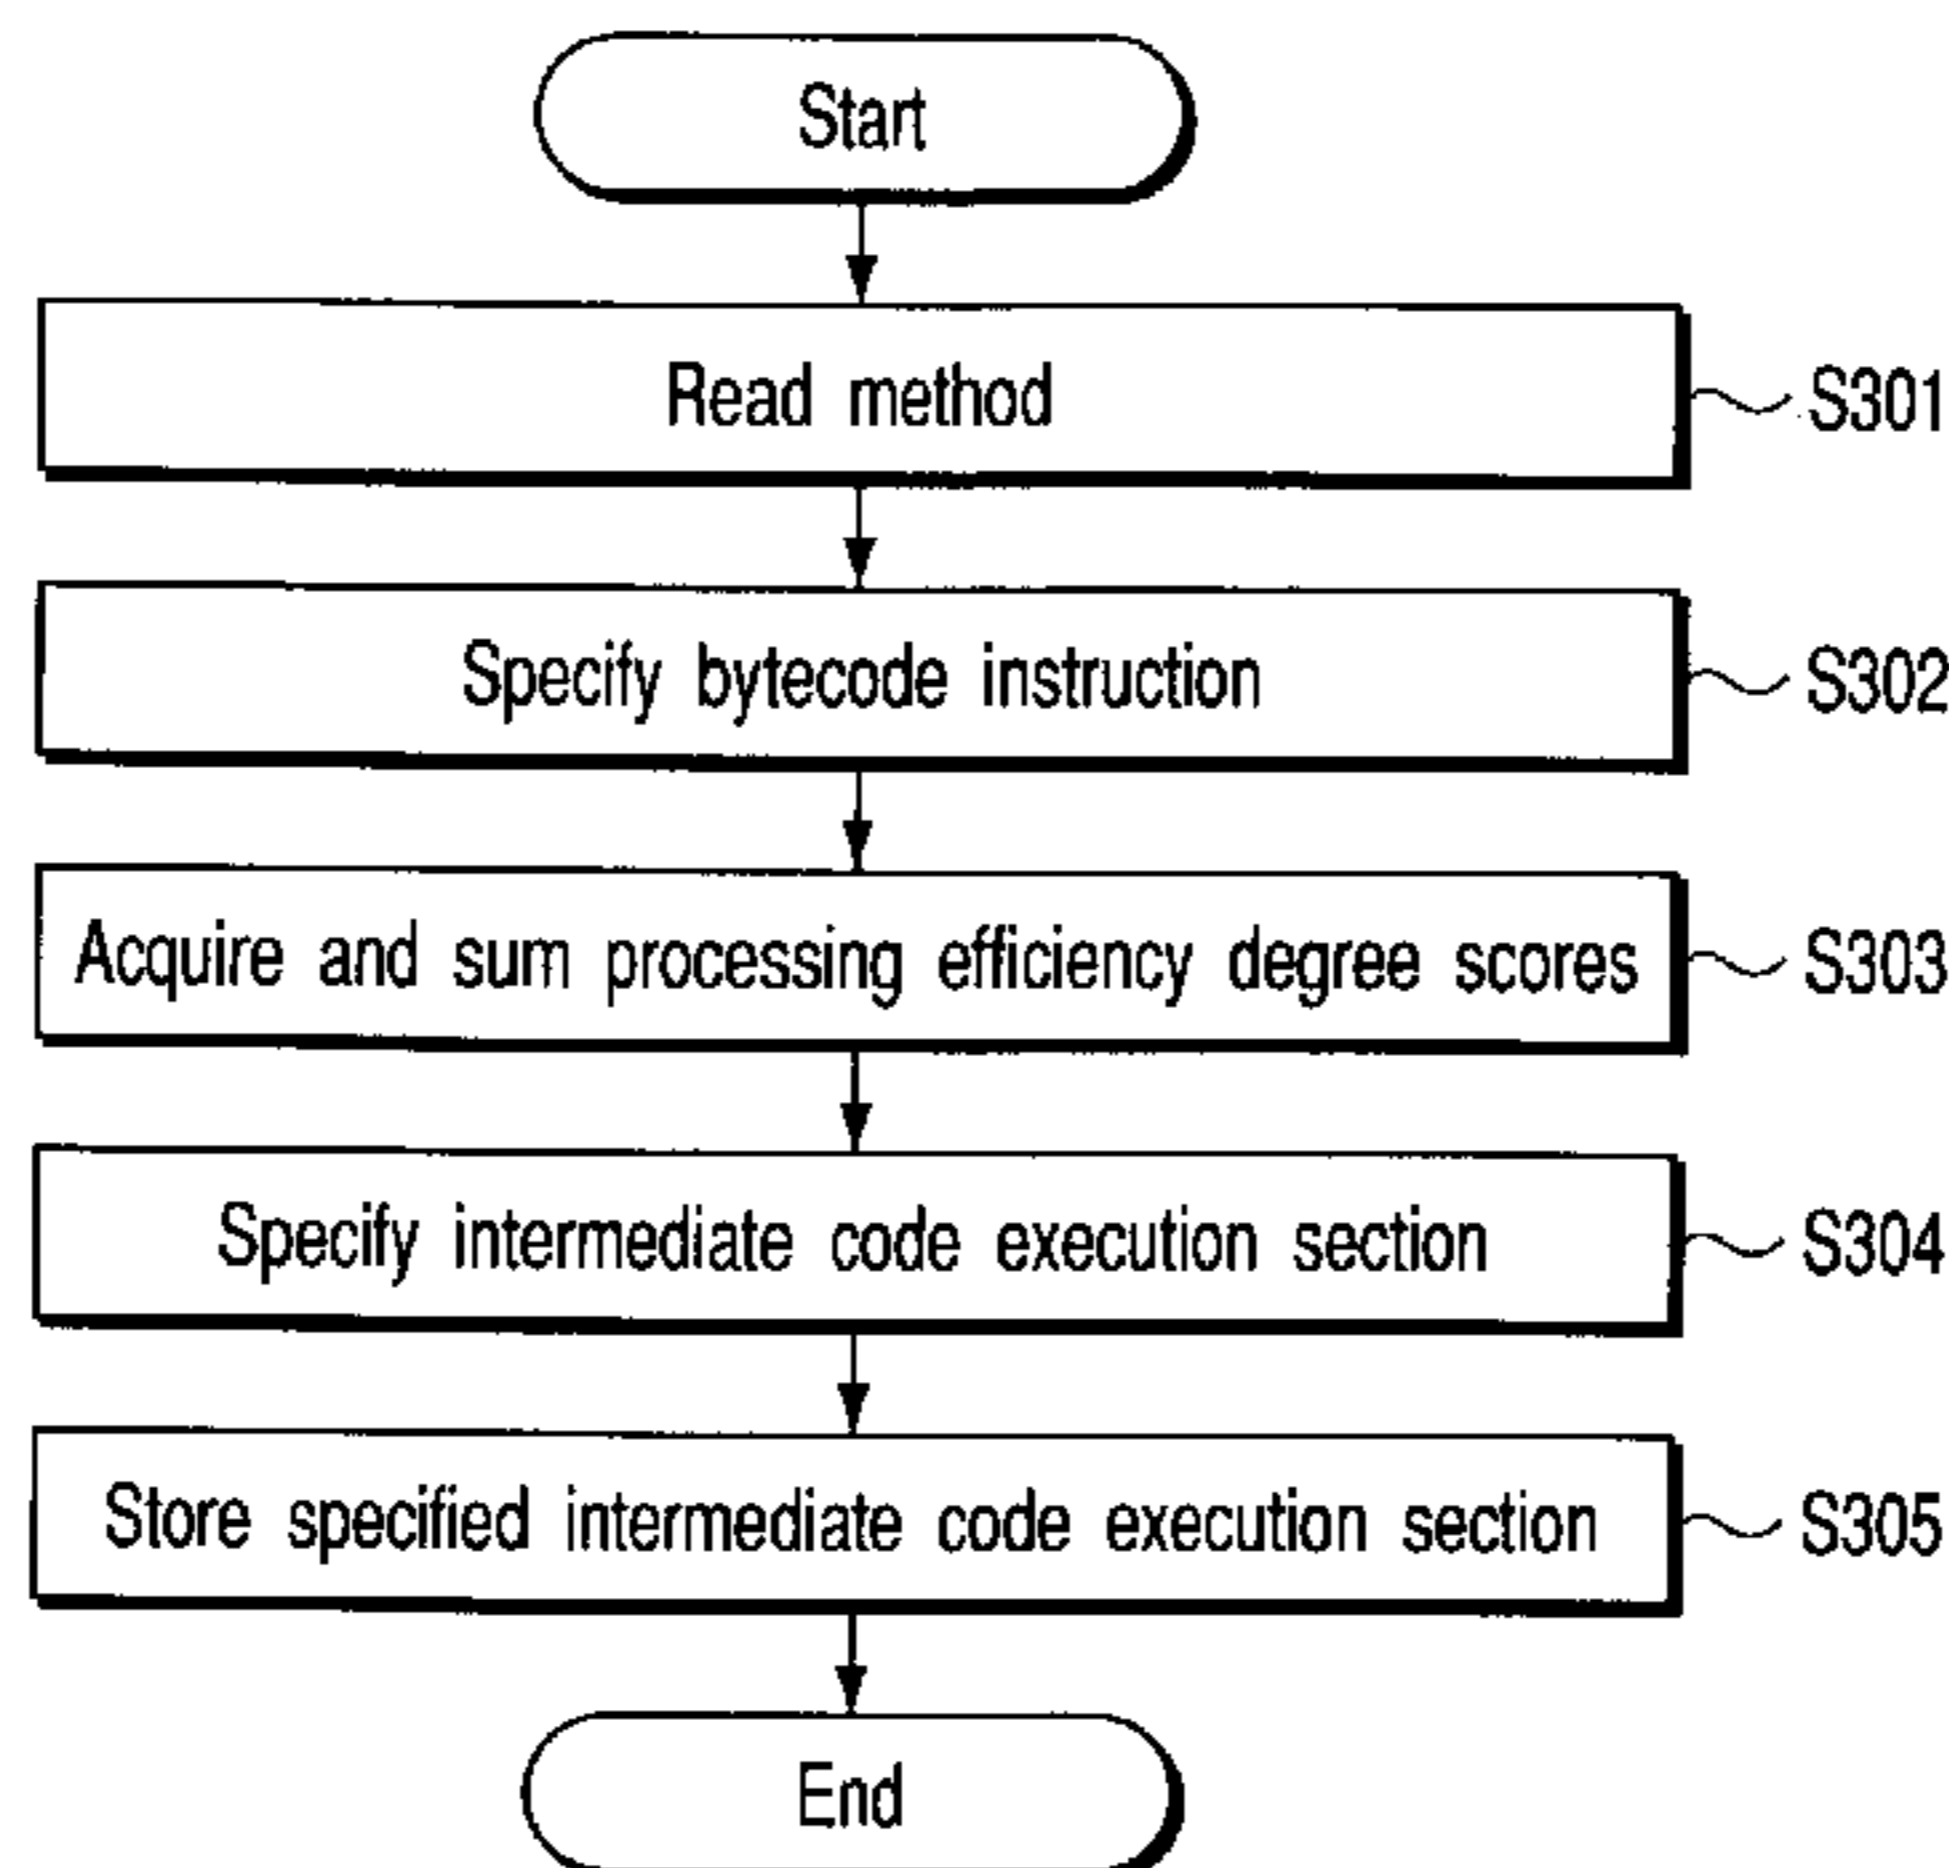 Start
Read method
S301
Specify bytecode instruction
S302
Acquire and sum processing efficiency degree scores
S303
Specify intermediate code execution section
S304
Store specified intermediate code execution section
S305
End